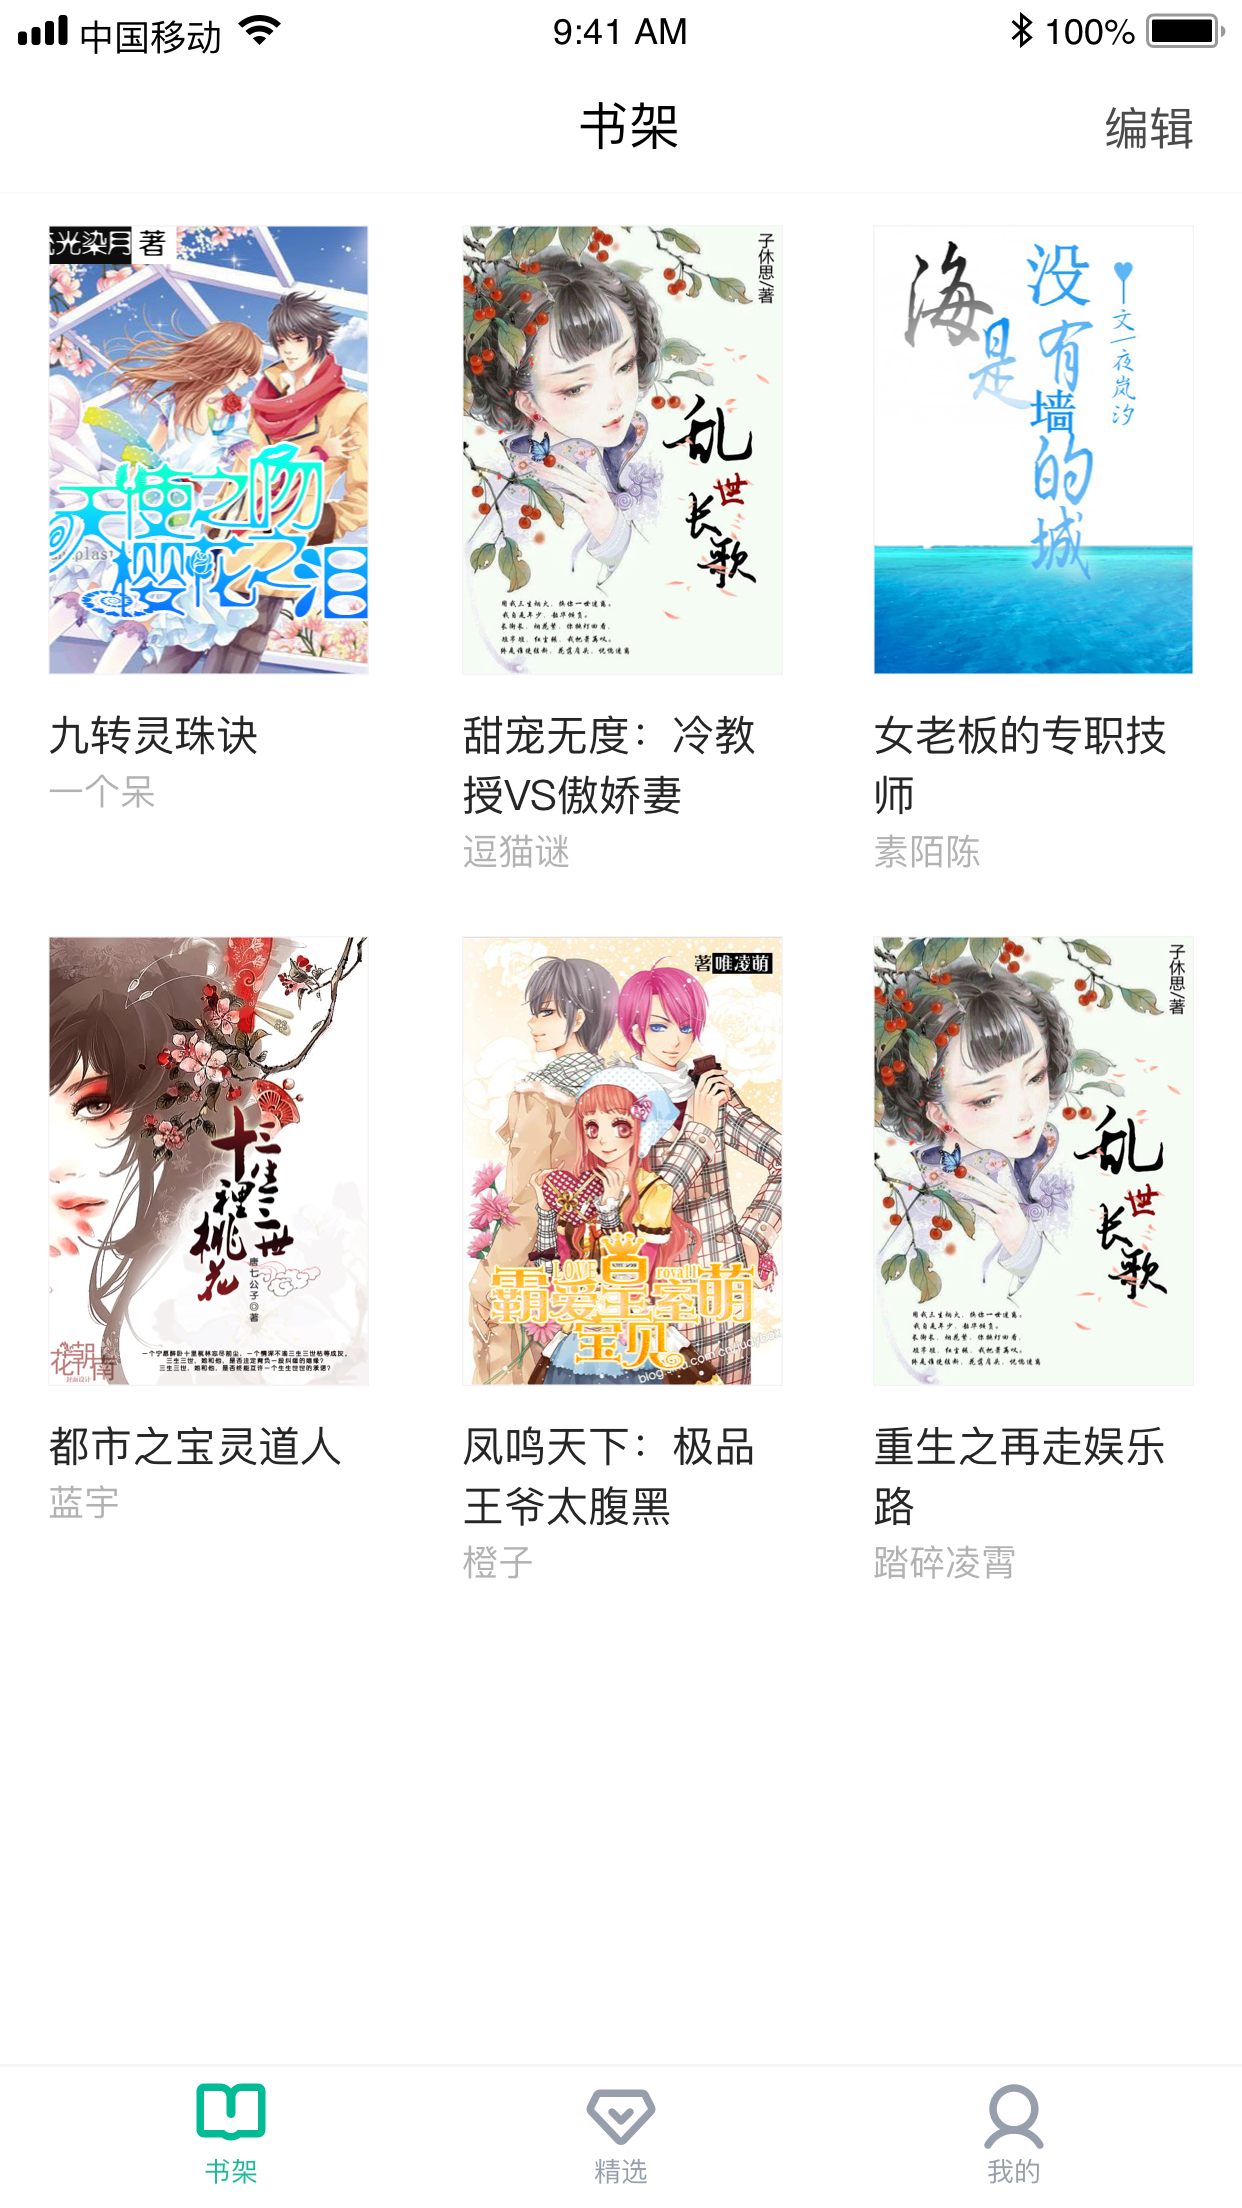 中国移动
9:41 AM
100%
书架
编辑
流光染月 著
天使之吻
樱花之泪
子休思/著
乱世长歌
海是
没有墙的城
文/夜岚汐
九转灵珠诀
一个呆
甜宠无度：冷教
授VS傲娇妻
逗猫谜
女老板的专职技
师
素陌陈
三生三世
十裡桃花
唐七公子◎著
著 唯凌萌
LOVE royal
霸爱皇室萌
宝贝
子休思/著
乱世长歌
都市之宝灵道人
蓝宇
凤鸣天下：极品
王爷太腹黑
橙子
重生之再走娱乐
路
踏碎凌霄
书架
精选
我的